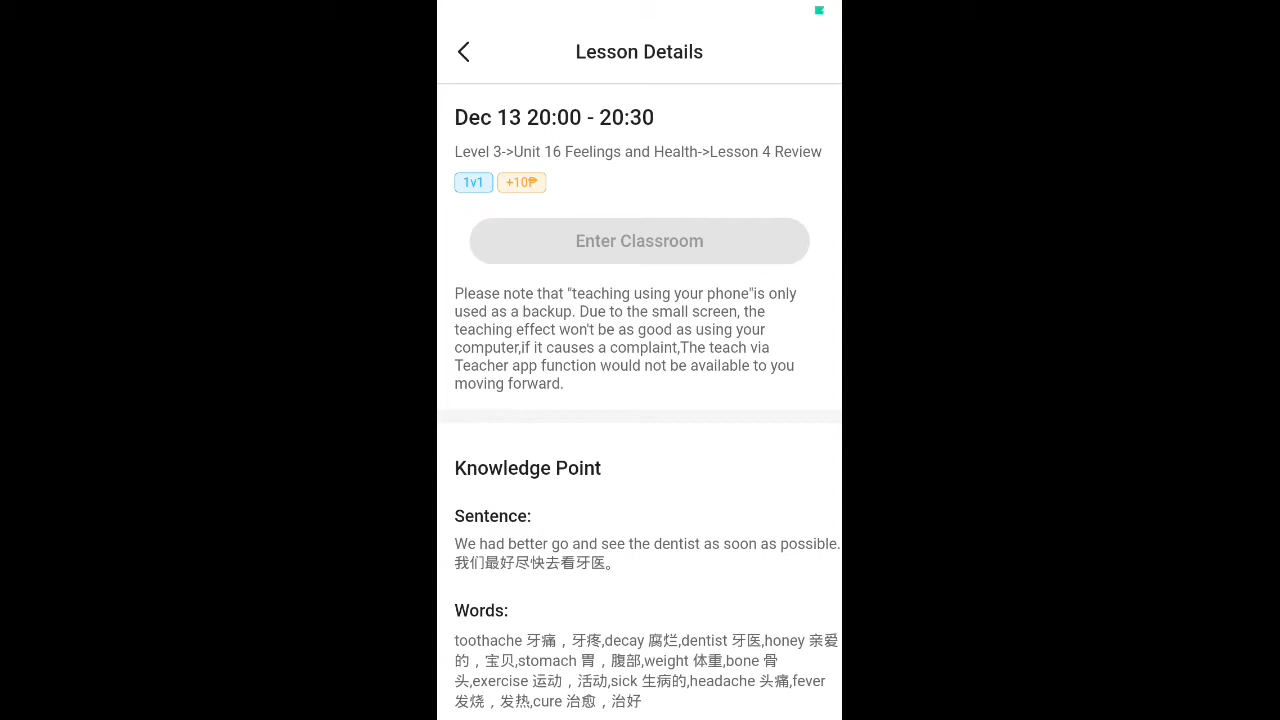 Lesson Details
Dec 13 20:00 - 20:30
Level 3->Unit 16 Feelings and Health->Lesson 4 Review
1v1 +10₱
Enter Classroom
Please note that "teaching using your phone"is only
used as a backup. Due to the small screen, the
teaching effect won't be as good as using your
computer,if it causes a complaint,The teach via
Teacher app function would not be available to you
moving forward.
Knowledge Point
Sentence:
We had better go and see the dentist as soon as possible.
我们最好尽快去看牙医。
Words:
toothache 牙痛，牙疼,decay 腐烂,dentist 牙医,honey 亲爱
的，宝贝,stomach 胃，腹部,weight 体重,bone 骨
头,exercise 运动，活动,sick 生病的,headache 头痛,fever
发烧，发热,cure 治愈，治好